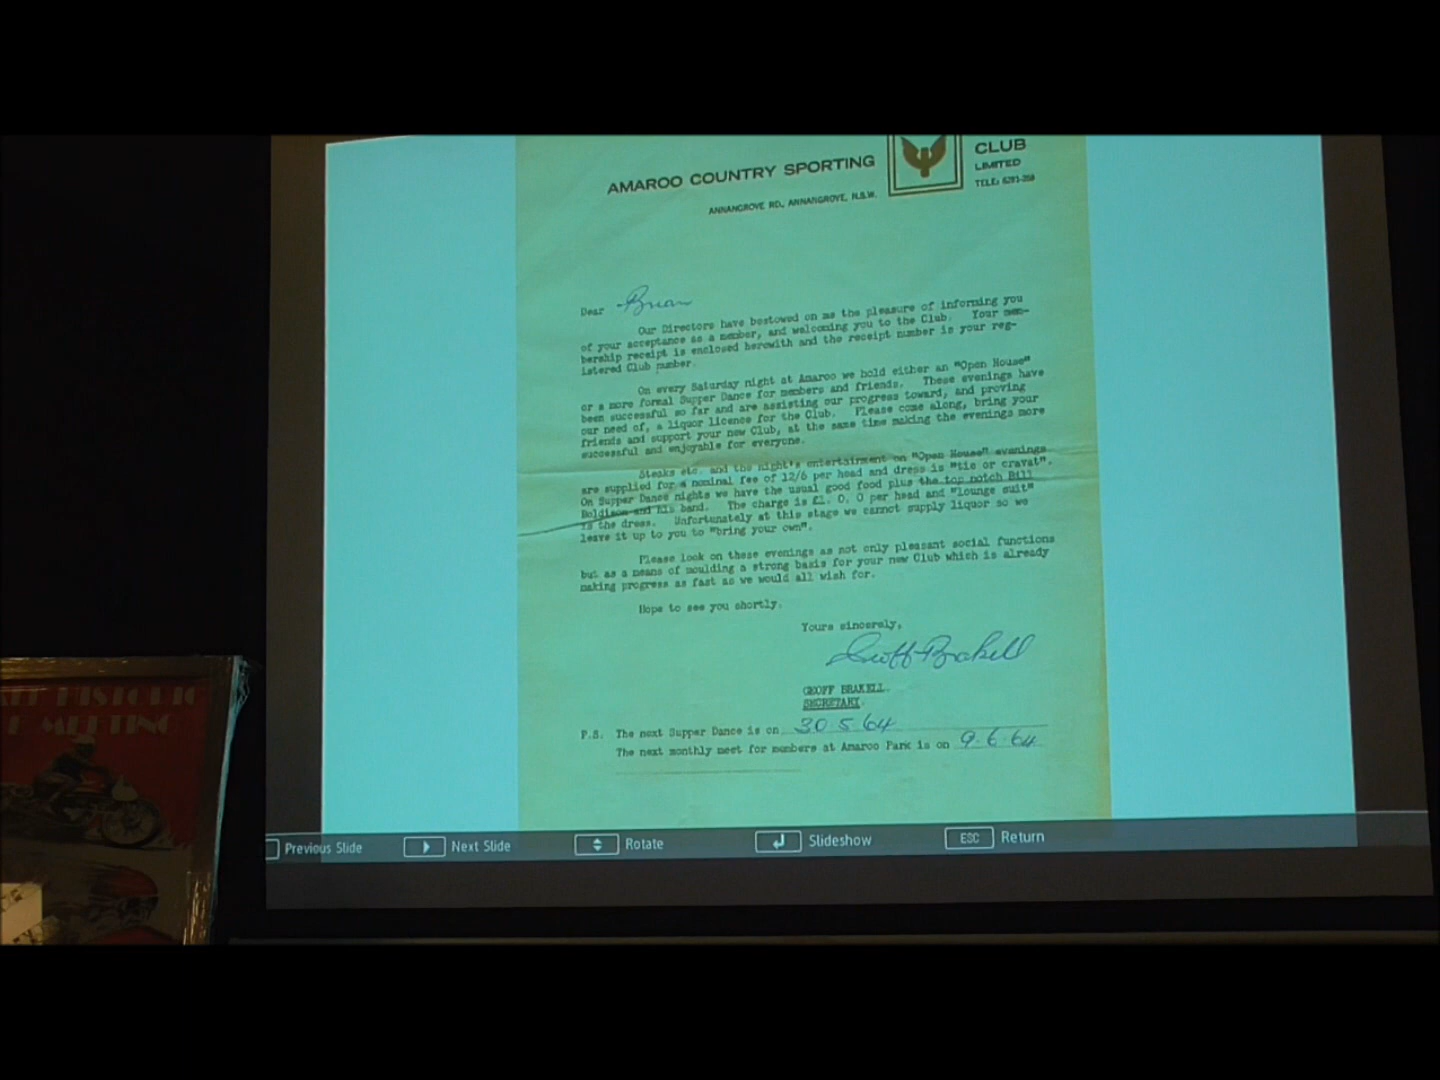 AMAROO COUNTRY SPORTING CLUB
LIMITED
ANNANGROVE RD., ANNANGROVE, N.S.W.
TELE:
Dear Brian
Our Directors have bestowed on me the pleasure of informing you
of your acceptance as a member, and welcoming you to the Club. Your mem-
bership receipt is enclosed herewith and the receipt number is your reg-
istered Club number.
On every Saturday night at Amaroo we hold either an "Open House"
or a more formal Supper Dance for members and friends. These evenings have
been successful so far and are assisting our progress toward, and proving
our need of, a liquor licence for the Club. Please come along, bring your
friends and support your new Club, at the same time making the evenings more
successful and enjoyable for everyone.
Steaks etc. and the night's entertainment on "Open House" evenings
are supplied for a nominal fee of 12/6 per head and dress is "tie or cravat".
On Supper Dance nights we have the usual good food plus the top notch Bill
and his band. The charge is £1. 0. 0 per head and "lounge suit"
is the dress. Unfortunately at this stage we cannot supply liquor so we
leave it up to you to "bring your own".
Please look on these evenings as not only pleasant social functions
but as a means of moulding a strong basis for your new Club which is already
making progress as fast as we would all wish for.
Hope to see you shortly.
Yours sincerely,
Geoff Brakell
GEOFF BRAKELL.
SECRETARY.
P.S. The next Supper Dance is on 30.5.64
The next monthly meet for members at Amaroo Park is on 9.6.64
Previous Slide Next Slide Rotate Slideshow ESC Return
HISTORIC
MEETING